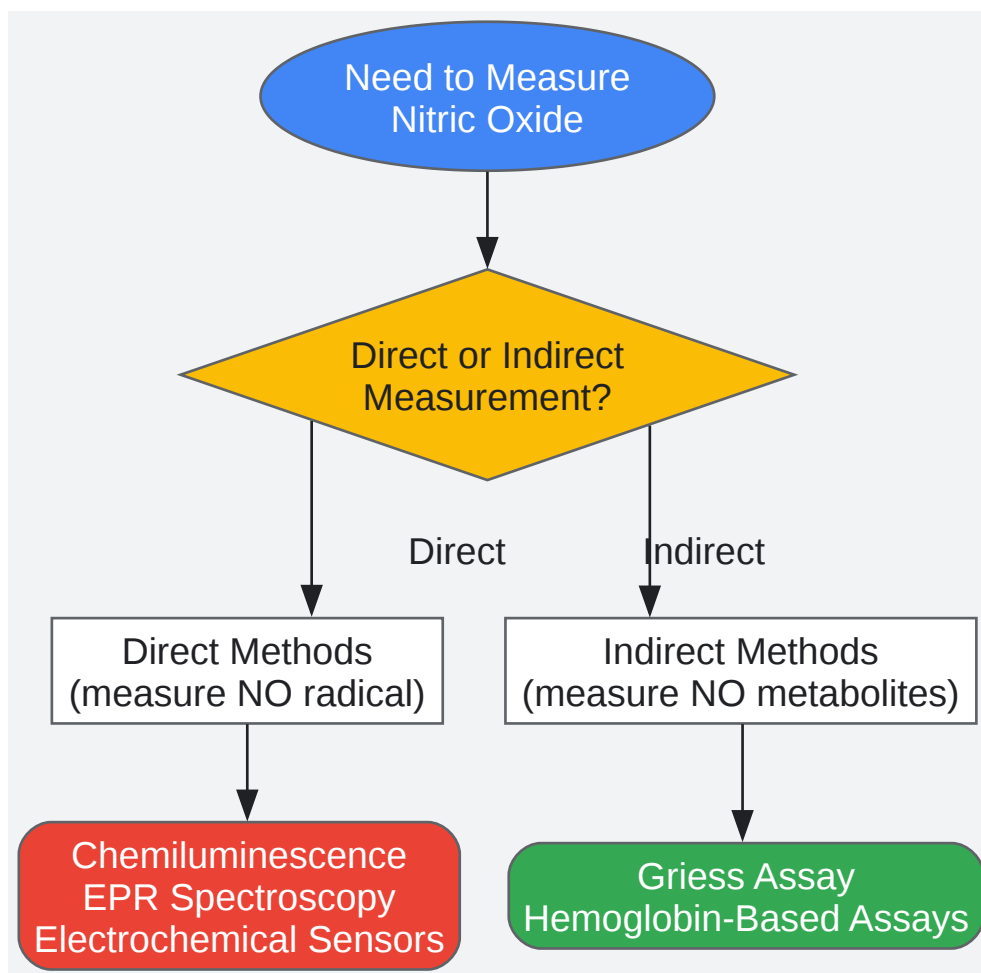 Need to Measure
Nitric Oxide
Direct or Indirect
Measurement?
Direct
Indirect
Direct Methods
(measure NO radical)
Indirect Methods
(measure NO metabolites)
Chemiluminescence
EPR Spectroscopy
Electrochemical Sensors
Griess Assay
Hemoglobin-Based Assays